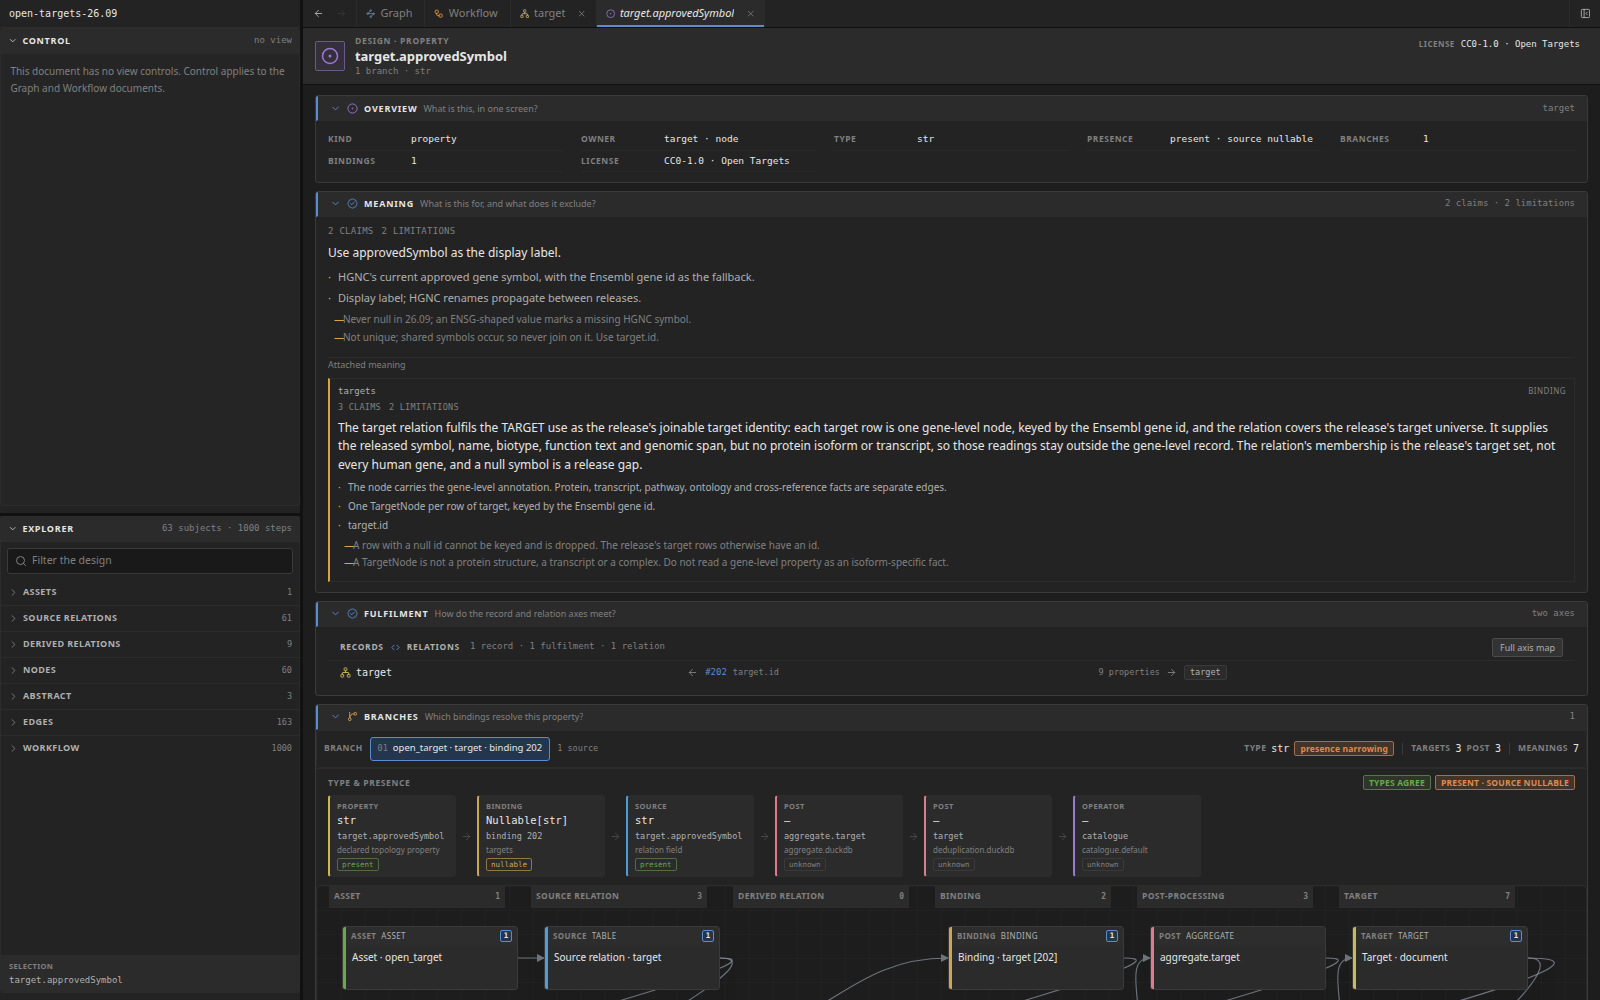 open-targets-26.09
CONTROL
no view
This document has no view controls. Control applies to the
Graph and Workflow documents.
EXPLORER
63 subjects · 1000 steps
Filter the design
ASSETS 1
SOURCE RELATIONS 61
DERIVED RELATIONS 9
NODES 60
ABSTRACT 3
EDGES 163
WORKFLOW 1000
SELECTION
target.approvedSymbol
Graph
Workflow
target
target.approvedSymbol
DESIGN · PROPERTY
target.approvedSymbol
1 branch · str
LICENSE CC0-1.0 · Open Targets
OVERVIEW What is this, in one screen? target
KIND property OWNER target · node TYPE str PRESENCE present · source nullable BRANCHES 1
BINDINGS 1 LICENSE CC0-1.0 · Open Targets
MEANING What is this for, and what does it exclude? 2 claims · 2 limitations
2 CLAIMS 2 LIMITATIONS
Use approvedSymbol as the display label.
· HGNC's current approved gene symbol, with the Ensembl gene id as the fallback.
· Display label; HGNC renames propagate between releases.
—Never null in 26.09; an ENSG-shaped value marks a missing HGNC symbol.
—Not unique; shared symbols occur, so never join on it. Use target.id.
Attached meaning
targets BINDING
3 CLAIMS 2 LIMITATIONS
The target relation fulfils the TARGET use as the release's joinable target identity: each target row is one gene-level node, keyed by the Ensembl gene id, and the relation covers the release's target universe. It supplies
the released symbol, name, biotype, function text and genomic span, but no protein isoform or transcript, so those readings stay outside the gene-level record. The relation's membership is the release's target set, not
every human gene, and a null symbol is a release gap.
· The node carries the gene-level annotation. Protein, transcript, pathway, ontology and cross-reference facts are separate edges.
· One TargetNode per row of target, keyed by the Ensembl gene id.
· target.id
—A row with a null id cannot be keyed and is dropped. The release's target rows otherwise have an id.
—A TargetNode is not a protein structure, a transcript or a complex. Do not read a gene-level property as an isoform-specific fact.
FULFILMENT How do the record and relation axes meet? two axes
RECORDS <> RELATIONS 1 record · 1 fulfilment · 1 relation Full axis map
target ← #202 target.id 9 properties → target
BRANCHES Which bindings resolve this property? 1
BRANCH 01 open_target · target · binding 202 1 source TYPE str presence narrowing TARGETS 3 POST 3 MEANINGS 7
TYPE & PRESENCE TYPES AGREE PRESENT · SOURCE NULLABLE
PROPERTY
str
target.approvedSymbol
declared topology property
present
BINDING
Nullable[str]
binding 202
targets
nullable
SOURCE
str
target.approvedSymbol
relation field
present
POST
—
aggregate.target
aggregate.duckdb
unknown
POST
—
target
deduplication.duckdb
unknown
OPERATOR
—
catalogue
catalogue.default
unknown
ASSET 1 SOURCE RELATION 3 DERIVED RELATION 0 BINDING 2 POST-PROCESSING 3 TARGET 7
ASSET ASSET 1
Asset · open_target
SOURCE TABLE 1
Source relation · target
BINDING BINDING 1
Binding · target [202]
POST AGGREGATE
aggregate.target
TARGET TARGET 1
Target · document